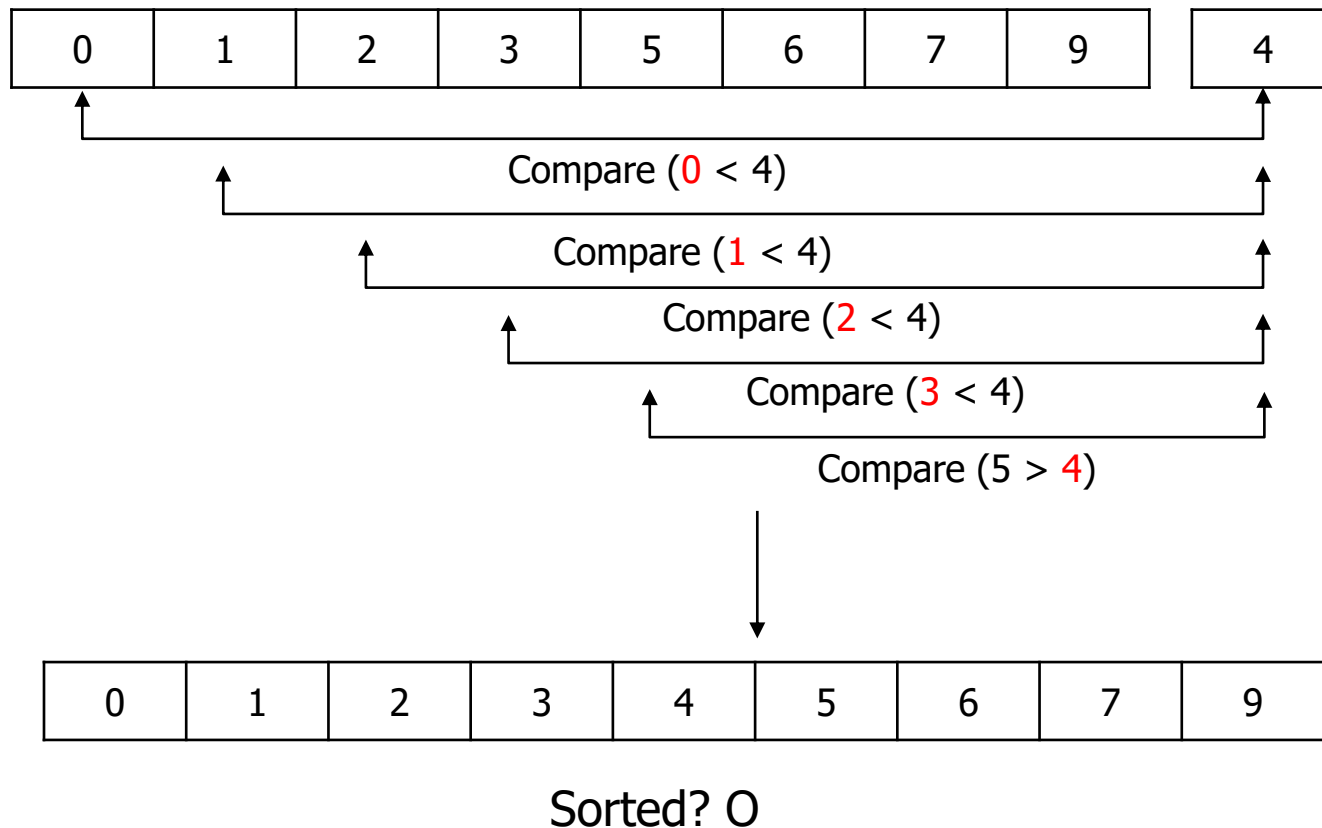 0 1 2 3 5 6 7 9 4
Compare (0 < 4)
Compare (1 < 4)
Compare (2 < 4)
Compare (3 < 4)
Compare (5 > 4)
0 1 2 3 4 5 6 7 9
Sorted? O